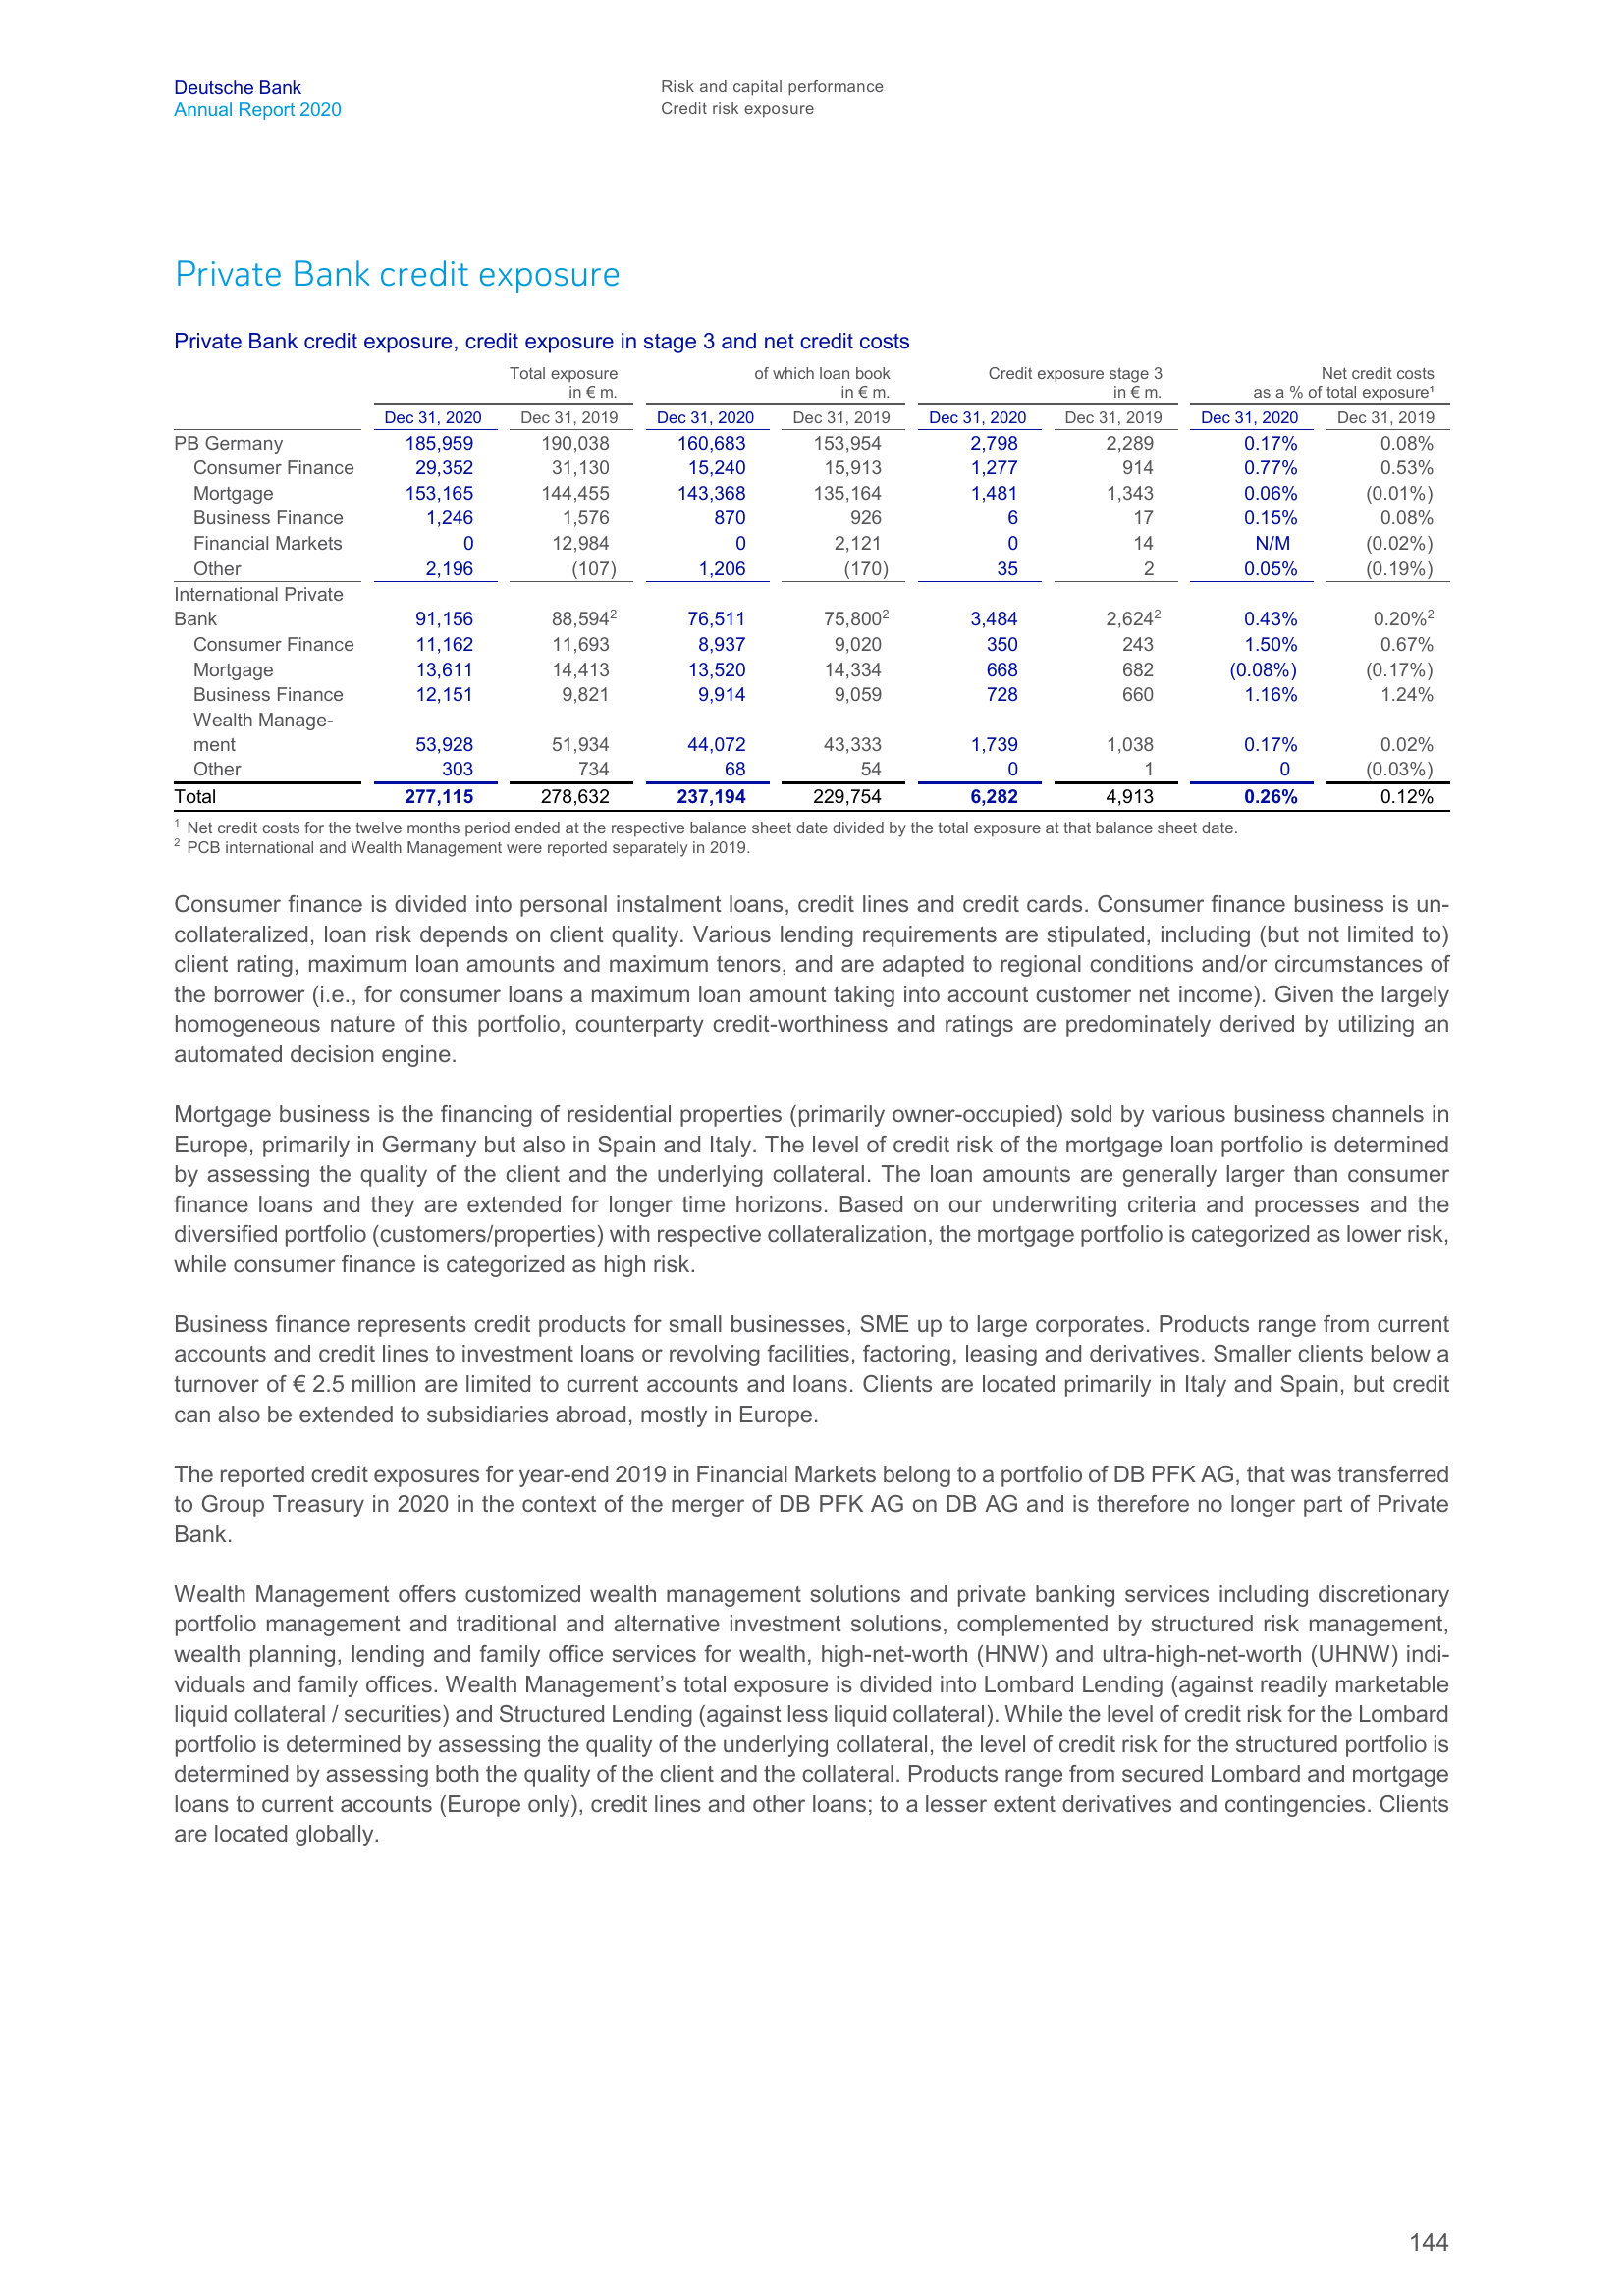 Deutsche Bank
Annual Report 2020
Risk and capital performance
Credit risk exposure
Private Bank credit exposure
Private Bank credit exposure, credit exposure in stage 3 and net credit costs
Total exposure of which loan book Credit exposure stage 3 Net credit costs
in € m. in € m. in € m. as a % of total exposure¹
Dec 31, 2020 Dec 31, 2019 Dec 31, 2020 Dec 31, 2019 Dec 31, 2020 Dec 31, 2019 Dec 31, 2020 Dec 31, 2019
PB Germany 185,959 190,038 160,683 153,954 2,798 2,289 0.17% 0.08%
Consumer Finance 29,352 31,130 15,240 15,913 1,277 914 0.77% 0.53%
Mortgage 153,165 144,455 143,368 135,164 1,481 1,343 0.06% (0.01%)
Business Finance 1,246 1,576 870 926 6 17 0.15% 0.08%
Financial Markets 0 12,984 0 2,121 0 14 N/M (0.02%)
Other 2,196 (107) 1,206 (170) 35 2 0.05% (0.19%)
International Private
Bank 91,156 88,594² 76,511 75,800² 3,484 2,624² 0.43% 0.20%²
Consumer Finance 11,162 11,693 8,937 9,020 350 243 1.50% 0.67%
Mortgage 13,611 14,413 13,520 14,334 668 682 (0.08%) (0.17%)
Business Finance 12,151 9,821 9,914 9,059 728 660 1.16% 1.24%
Wealth Manage-
ment 53,928 51,934 44,072 43,333 1,739 1,038 0.17% 0.02%
Other 303 734 68 54 0 1 0 (0.03%)
Total 277,115 278,632 237,194 229,754 6,282 4,913 0.26% 0.12%
¹ Net credit costs for the twelve months period ended at the respective balance sheet date divided by the total exposure at that balance sheet date.
² PCB international and Wealth Management were reported separately in 2019.
Consumer finance is divided into personal instalment loans, credit lines and credit cards. Consumer finance business is un-
collateralized, loan risk depends on client quality. Various lending requirements are stipulated, including (but not limited to)
client rating, maximum loan amounts and maximum tenors, and are adapted to regional conditions and/or circumstances of
the borrower (i.e., for consumer loans a maximum loan amount taking into account customer net income). Given the largely
homogeneous nature of this portfolio, counterparty credit-worthiness and ratings are predominately derived by utilizing an
automated decision engine.
Mortgage business is the financing of residential properties (primarily owner-occupied) sold by various business channels in
Europe, primarily in Germany but also in Spain and Italy. The level of credit risk of the mortgage loan portfolio is determined
by assessing the quality of the client and the underlying collateral. The loan amounts are generally larger than consumer
finance loans and they are extended for longer time horizons. Based on our underwriting criteria and processes and the
diversified portfolio (customers/properties) with respective collateralization, the mortgage portfolio is categorized as lower risk,
while consumer finance is categorized as high risk.
Business finance represents credit products for small businesses, SME up to large corporates. Products range from current
accounts and credit lines to investment loans or revolving facilities, factoring, leasing and derivatives. Smaller clients below a
turnover of € 2.5 million are limited to current accounts and loans. Clients are located primarily in Italy and Spain, but credit
can also be extended to subsidiaries abroad, mostly in Europe.
The reported credit exposures for year-end 2019 in Financial Markets belong to a portfolio of DB PFK AG, that was transferred
to Group Treasury in 2020 in the context of the merger of DB PFK AG on DB AG and is therefore no longer part of Private
Bank.
Wealth Management offers customized wealth management solutions and private banking services including discretionary
portfolio management and traditional and alternative investment solutions, complemented by structured risk management,
wealth planning, lending and family office services for wealth, high-net-worth (HNW) and ultra-high-net-worth (UHNW) indi-
viduals and family offices. Wealth Management’s total exposure is divided into Lombard Lending (against readily marketable
liquid collateral / securities) and Structured Lending (against less liquid collateral). While the level of credit risk for the Lombard
portfolio is determined by assessing the quality of the underlying collateral, the level of credit risk for the structured portfolio is
determined by assessing both the quality of the client and the collateral. Products range from secured Lombard and mortgage
loans to current accounts (Europe only), credit lines and other loans; to a lesser extent derivatives and contingencies. Clients
are located globally.
144